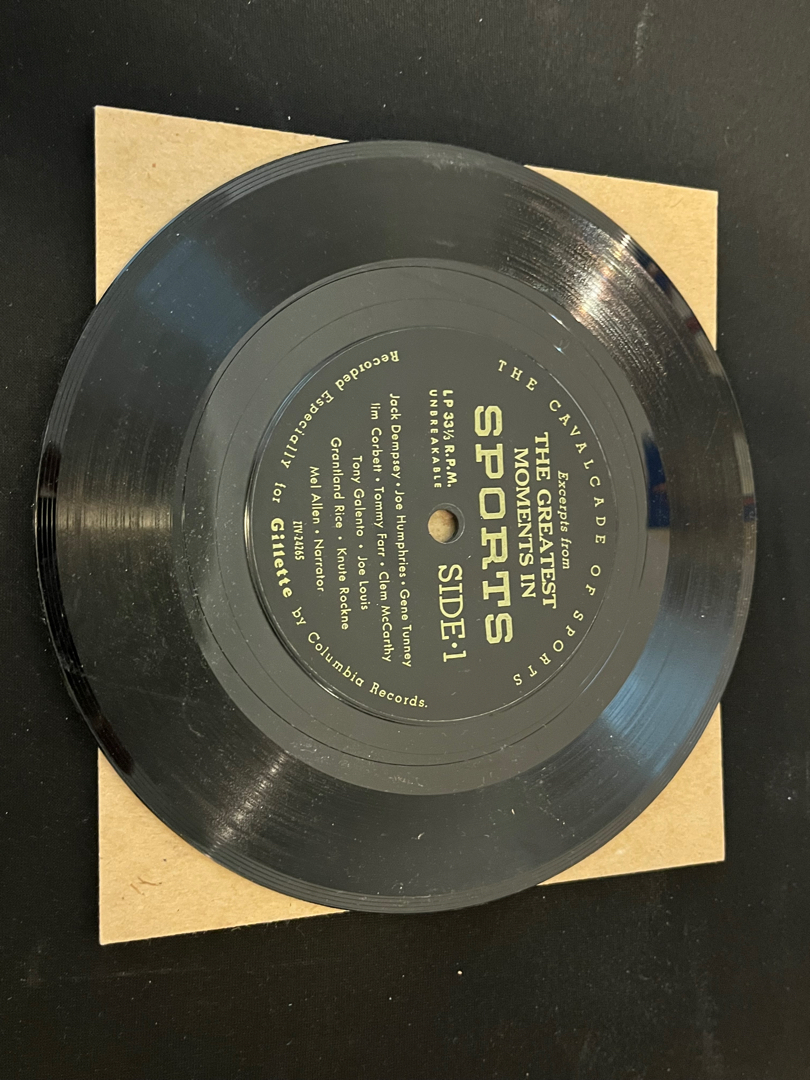 THE CAVALCADE OF SPORTS
Excerpts from
THE GREATEST
MOMENTS IN
SPORTS
LP 33⅓ R.P.M.
UNBREAKABLE
SIDE·1
Jack Dempsey • Joe Humphries • Gene Tunney
Jim Corbett • Tommy Farr • Clem McCarthy
Tony Galento • Joe Louis
Grantland Rice • Knute Rockne
Mel Allen • Narrator
ZTV-24265
Recorded Especially for Gillette by Columbia Records.